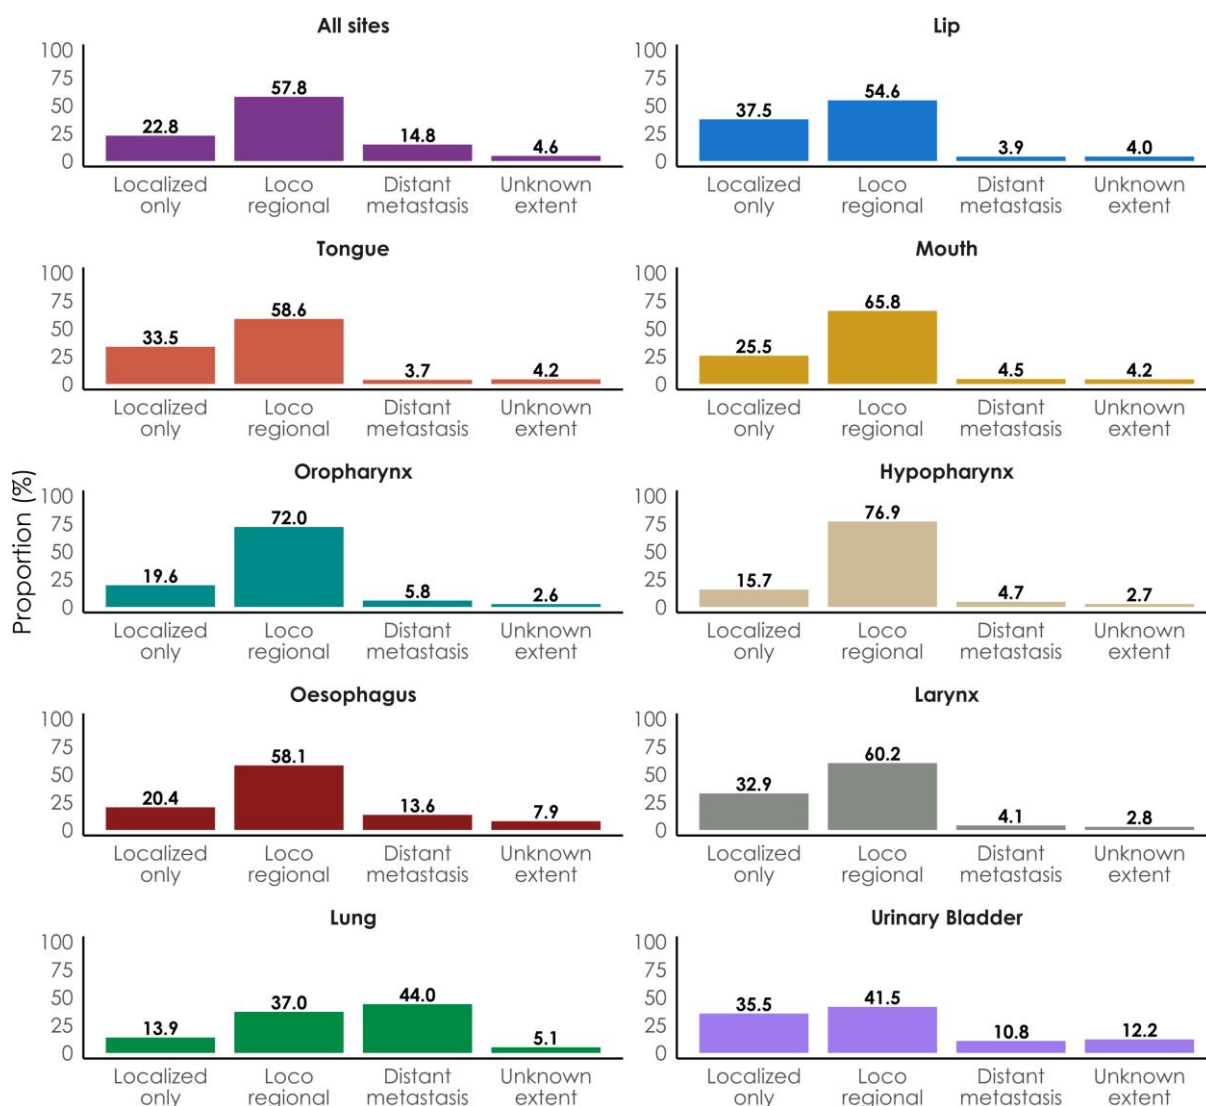 All sites
100
75
50
25
0
22.8
57.8
14.8
4.6
Localized only
Loco regional
Distant metastasis
Unknown extent
Lip
100
75
50
25
0
37.5
54.6
3.9
4.0
Localized only
Loco regional
Distant metastasis
Unknown extent
Tongue
100
75
50
25
0
33.5
58.6
3.7
4.2
Localized only
Loco regional
Distant metastasis
Unknown extent
Mouth
100
75
50
25
0
25.5
65.8
4.5
4.2
Localized only
Loco regional
Distant metastasis
Unknown extent
Proportion (%)
Oropharynx
100
75
50
25
0
19.6
72.0
5.8
2.6
Localized only
Loco regional
Distant metastasis
Unknown extent
Hypopharynx
100
75
50
25
0
15.7
76.9
4.7
2.7
Localized only
Loco regional
Distant metastasis
Unknown extent
Oesophagus
100
75
50
25
0
20.4
58.1
13.6
7.9
Localized only
Loco regional
Distant metastasis
Unknown extent
Larynx
100
75
50
25
0
32.9
60.2
4.1
2.8
Localized only
Loco regional
Distant metastasis
Unknown extent
Lung
100
75
50
25
0
13.9
37.0
44.0
5.1
Localized only
Loco regional
Distant metastasis
Unknown extent
Urinary Bladder
100
75
50
25
0
35.5
41.5
10.8
12.2
Localized only
Loco regional
Distant metastasis
Unknown extent